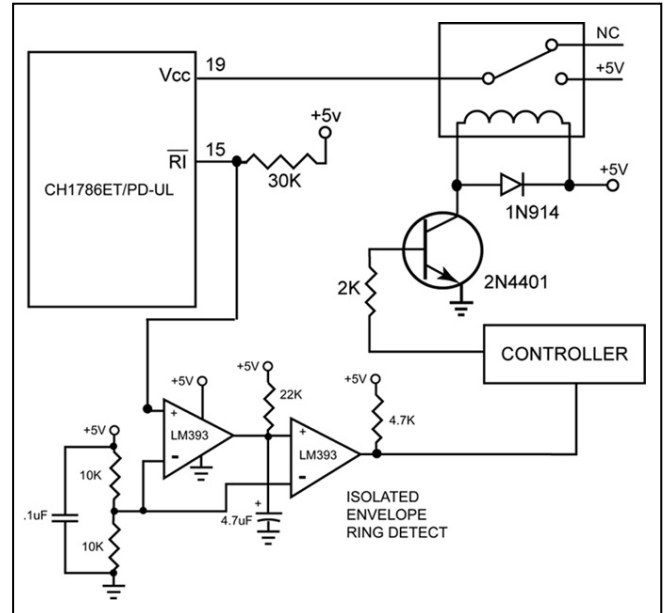 NC
Vcc
19
+5V
+5v
RI
15
30K
CH1786ET/PD-UL
+5V
1N914
2N4401
2K
CONTROLLER
+5V
+5V
+5V
22K
4.7K
+5V
+
LM393
-
+
LM393
-
10K
.1uF
10K
+
4.7uF
ISOLATED
ENVELOPE
RING DETECT